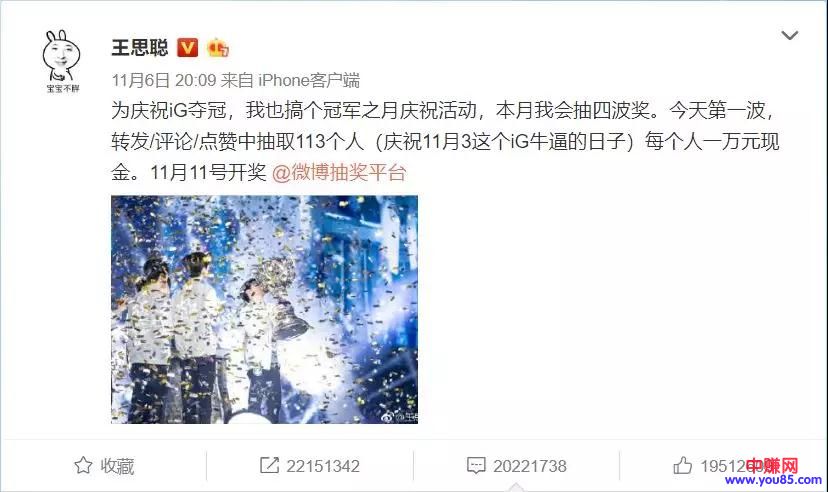 王思聪
宝宝不胖
11月6日 20:09 来自 iPhone客户端
为庆祝iG夺冠，我也搞个冠军之月庆祝活动，本月我会抽四波奖。今天第一波，
转发/评论/点赞中抽取113个人（庆祝11月3这个iG牛逼的日子）每个人一万元现
金。11月11号开奖 @微博抽奖平台
收藏
22151342
20221738
195126
中赚网
www.you85.com